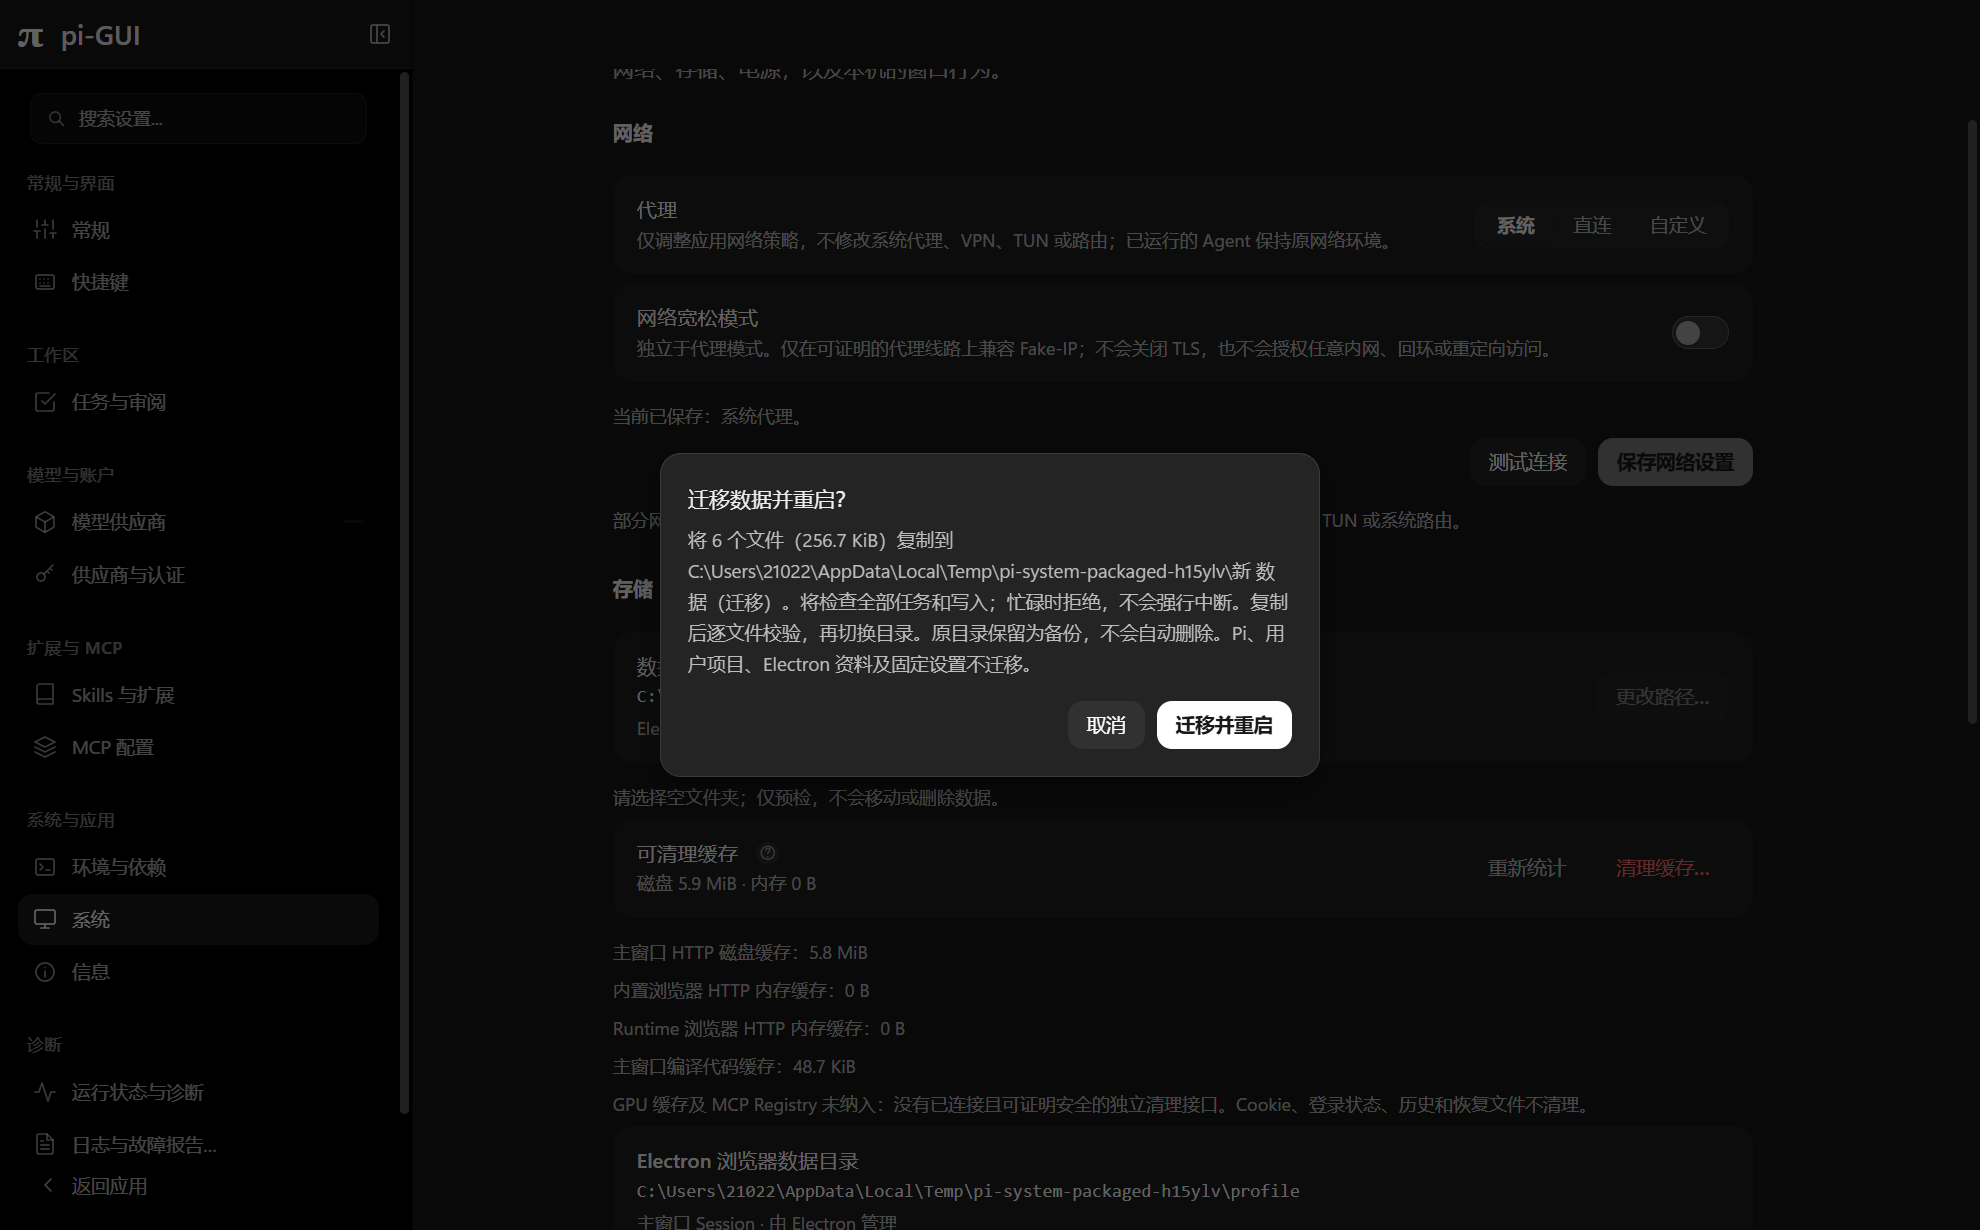 pi-GUI
搜索设置...
常规与界面
常规
快捷键
工作区
任务与审阅
模型与账户
模型供应商
供应商与认证
扩展与 MCP
Skills 与扩展
MCP 配置
系统与应用
环境与依赖
系统
信息
诊断
运行状态与诊断
日志与故障报告...
返回应用
网络、存储、电源，以及本机的窗口行为。
网络
代理
仅调整应用网络策略，不修改系统代理、VPN、TUN 或路由；已运行的 Agent 保持原网络环境。
系统 直连 自定义
网络宽松模式
独立于代理模式。仅在可证明的代理线路上兼容 Fake-IP；不会关闭 TLS，也不会授权任意内网、回环或重定向访问。
当前已保存：系统代理。
测试连接 保存网络设置
部分网 TUN 或系统路由。
存储
数据
C:\
Ele
更改路径...
迁移数据并重启?
将 6 个文件（256.7 KiB）复制到
C:\Users\21022\AppData\Local\Temp\pi-system-packaged-h15ylv\新 数
据（迁移）。将检查全部任务和写入；忙碌时拒绝，不会强行中断。复制
后逐文件校验，再切换目录。原目录保留为备份，不会自动删除。Pi、用
户项目、Electron 资料及固定设置不迁移。
取消 迁移并重启
请选择空文件夹；仅预检，不会移动或删除数据。
可清理缓存
磁盘 5.9 MiB · 内存 0 B
重新统计 清理缓存...
主窗口 HTTP 磁盘缓存：5.8 MiB
内置浏览器 HTTP 内存缓存：0 B
Runtime 浏览器 HTTP 内存缓存：0 B
主窗口编译代码缓存：48.7 KiB
GPU 缓存及 MCP Registry 未纳入：没有已连接且可证明安全的独立清理接口。Cookie、登录状态、历史和恢复文件不清理。
Electron 浏览器数据目录
C:\Users\21022\AppData\Local\Temp\pi-system-packaged-h15ylv\profile
主窗口 Session · 由 Electron 管理